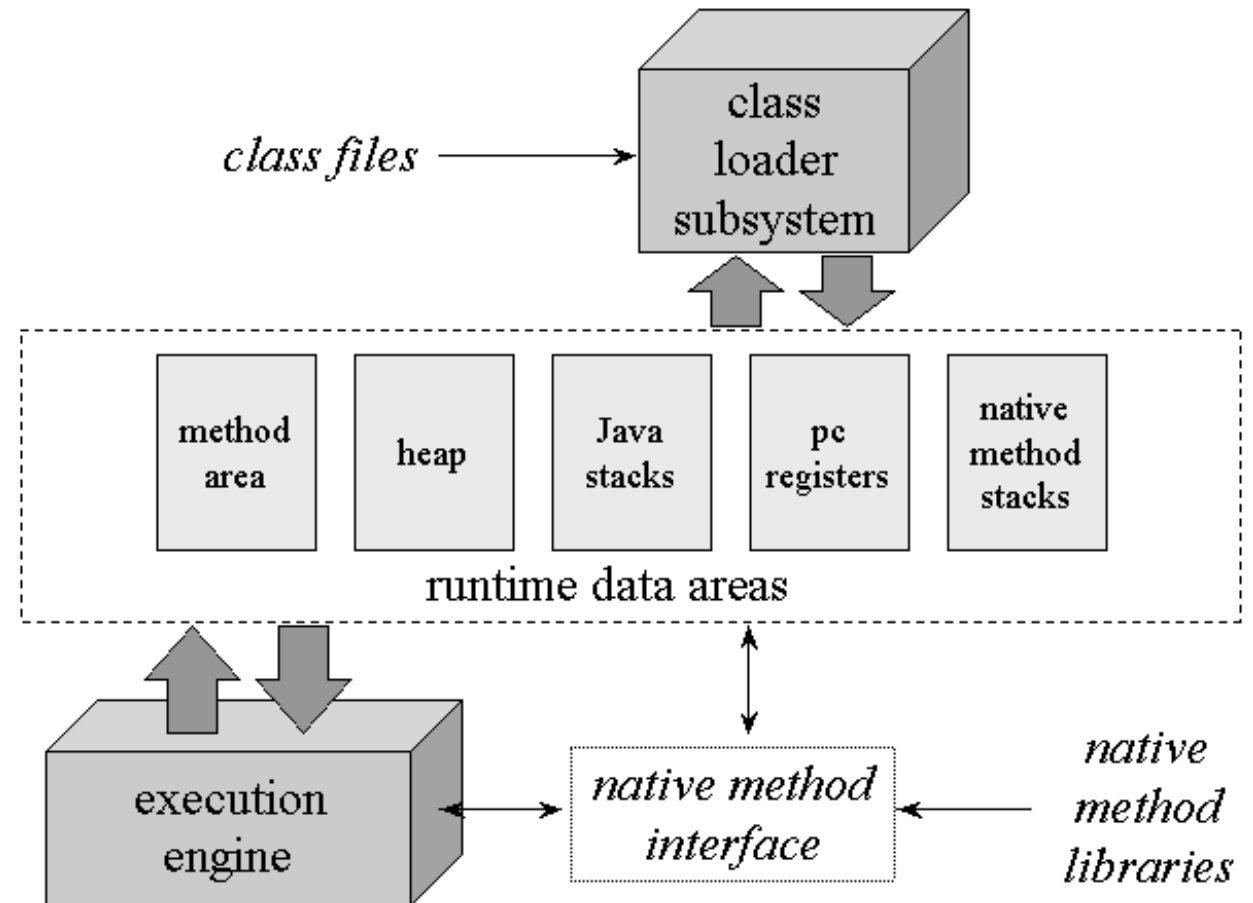 class
loader
subsystem
class files
method
area
heap
Java
stacks
pc
registers
native
method
stacks
runtime data areas
execution
engine
native method
interface
native
method
libraries